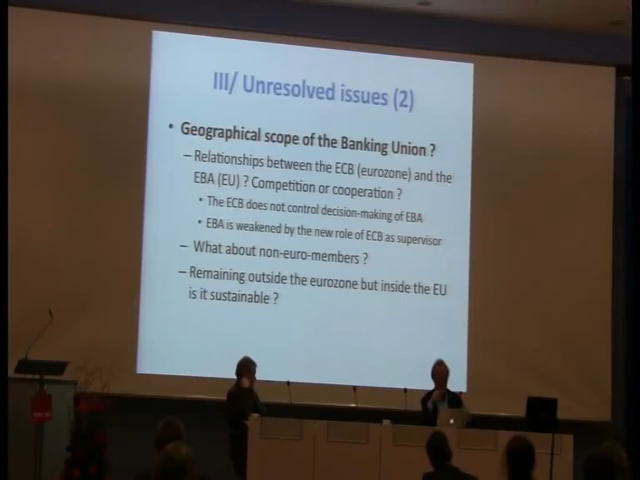 III/ Unresolved issues (2)
• Geographical scope of the Banking Union ?
– Relationships between the ECB (eurozone) and the
EBA (EU) ? Competition or cooperation ?
• The ECB does not control decision-making of EBA
• EBA is weakened by the new role of ECB as supervisor
– What about non-euro-members ?
– Remaining outside the eurozone but inside the EU
is it sustainable ?